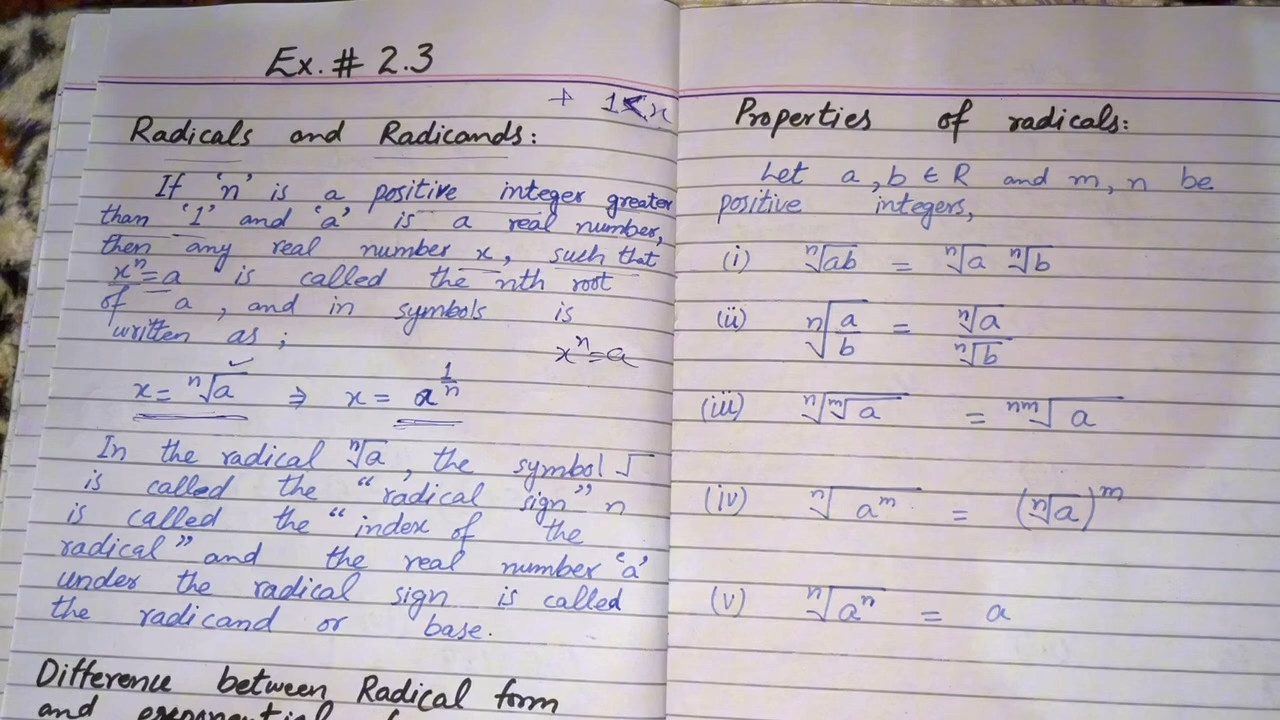 Ex. # 2.3
+ 1<x
Radicals and Radicands:
If 'n' is a positive integer greater
than '1' and 'a' is a real number,
then any real number x, such that
xⁿ=a is called the nth root
of a, and in symbols is
written as;
xⁿ=a
x = ⁿ√a ⇒ x = a^(1/n)
In the radical ⁿ√a, the symbol √
is called the "radical sign" n
is called the "index of the
radical" and the real number 'a'
under the radical sign is called
the radicand or base.
Difference between Radical form
and exponential
Properties of radicals:
Let a, b ∈ R and m, n be
positive integers,
(i) ⁿ√ab = ⁿ√a ⁿ√b
(ii) ⁿ√(a/b) = ⁿ√a / ⁿ√b
(iii) ⁿ√(ᵐ√a) = ⁿᵐ√a
(iv) ⁿ√aᵐ = (ⁿ√a)ᵐ
(v) ⁿ√aⁿ = a